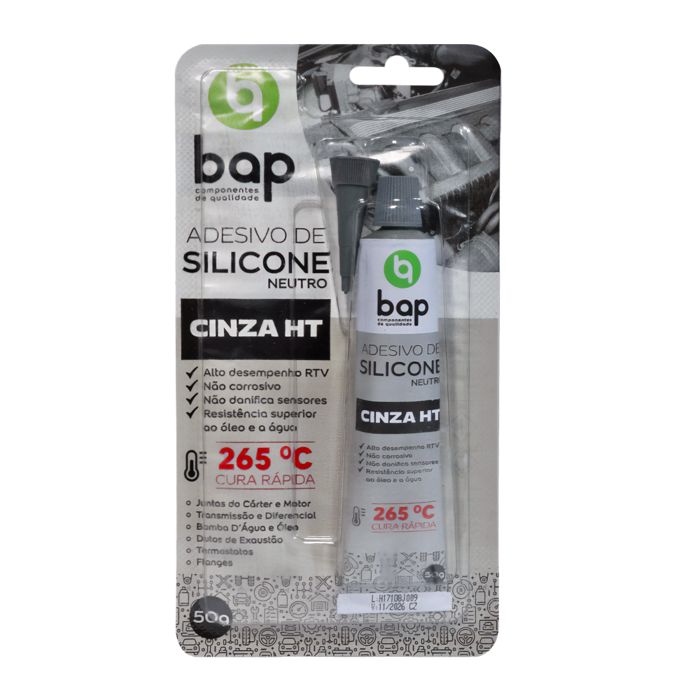 bap
componentes
de qualidade
ADESIVO DE
SILICONE
NEUTRO
CINZA HT
Alto desempenho RTV
Não corrosivo
Não danifica sensores
Resistência superior
ao óleo e a água
265 ºC
CURA RÁPIDA
Juntas do Cárter e Motor
Transmissão e Diferencial
Bomba D'Água e Óleo
Dutos de Exaustão
Termostatos
Flanges
50g
bap
componentes
de qualidade
ADESIVO DE
SILICONE
NEUTRO
CINZA HT
Alto desempenho RTV
Não corrosivo
Não danifica sensores
Resistência superior
ao óleo e a água
265 ºC
CURA RÁPIDA
50g
V:11/2026 C2